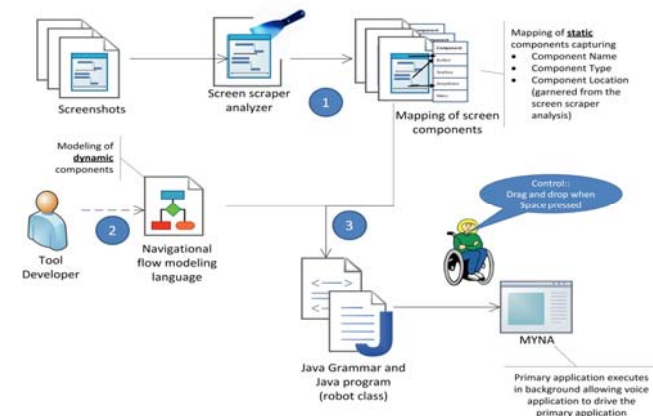 Screenshots
Screen scraper
analyzer
1
Component
Mapping of screen
components
Mapping of static
components capturing
• Component Name
• Component Type
• Component Location
(garnered from the
screen scraper
analysis)
Modeling of
dynamic
components
Tool
Developer
2
Navigational
flow modeling
language
3
Control::
Drag and drop when
Space pressed
Java Grammar and
Java program
(robot class)
MYNA
Primary application executes
in background allowing voice
application to drive the
primary application